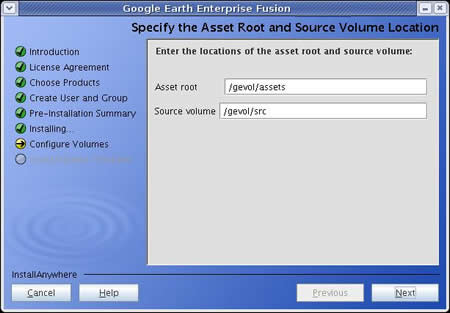 Google Earth Enterprise Fusion
Specify the Asset Root and Source Volume Location
Introduction
License Agreement
Choose Products
Create User and Group
Pre-Installation Summary
Installing...
Configure Volumes
Enter the locations of the asset root and source volume:
Asset root /gevol/assets
Source volume /gevol/src
InstallAnywhere
Cancel Help Previous Next